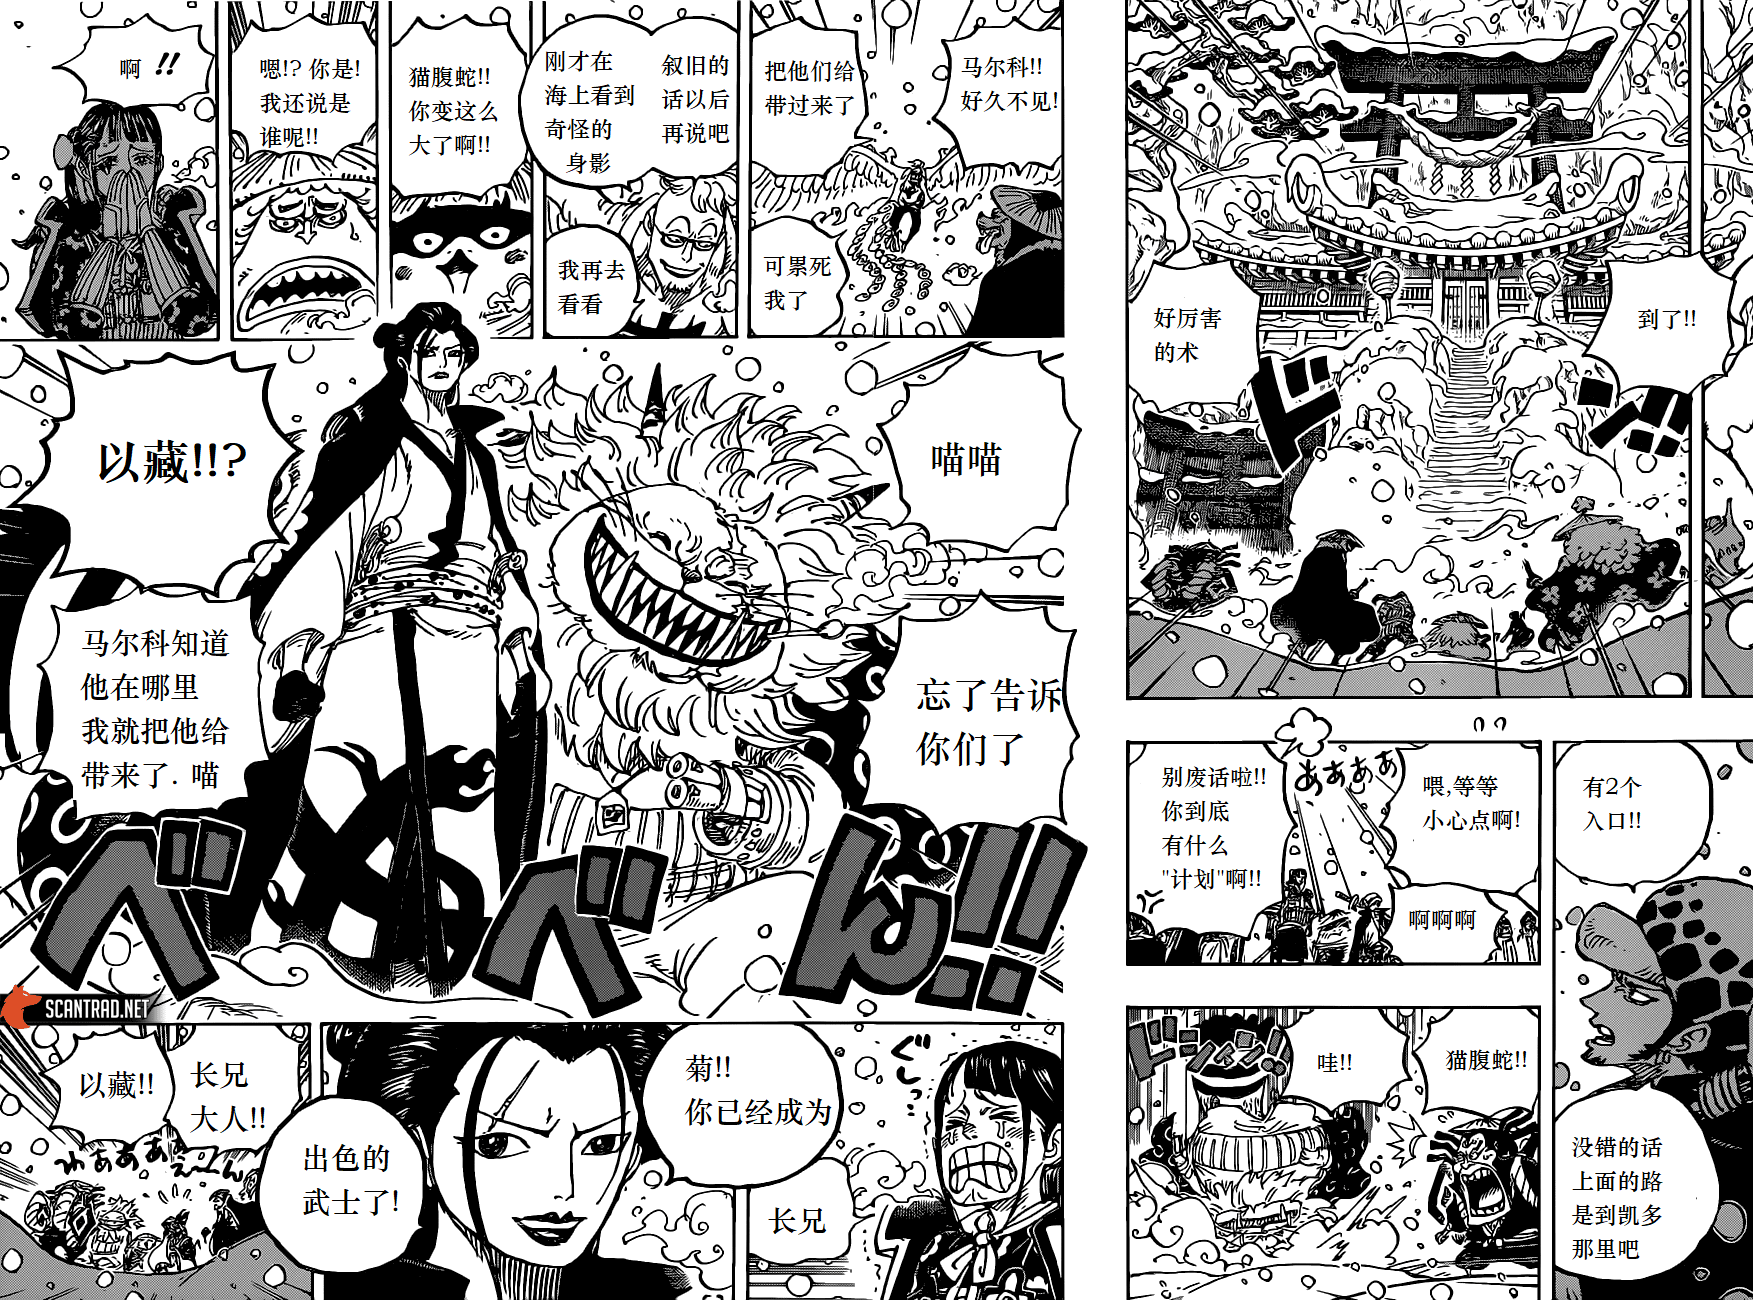 到了!!
好厉害
的术
ドン!!
有2个
入口!!
没错的话
上面的路
是到凯多
那里吧
喂,等等
小心点啊!
ああああ
啊啊啊
别废话啦!!
你到底
有什么
"计划"啊!!
猫腹蛇!!
哇!!
马尔科!!
好久不见!
把他们给
带过来了
可累死
我了
叙旧的
话以后
再说吧
刚才在
海上看到
奇怪的
身影
我再去
看看
猫腹蛇!!
你变这么
大了啊!!
嗯!? 你是!
我还说是
谁呢!!
啊 !!
喵喵
忘了告诉
你们了
以藏!!?
马尔科知道
他在哪里
我就把他给
带来了. 喵
べべん!!
SCANTRAD.NET
菊!!
你已经成为
出色的
武士了!
长兄
长兄
大人!!
以藏!!